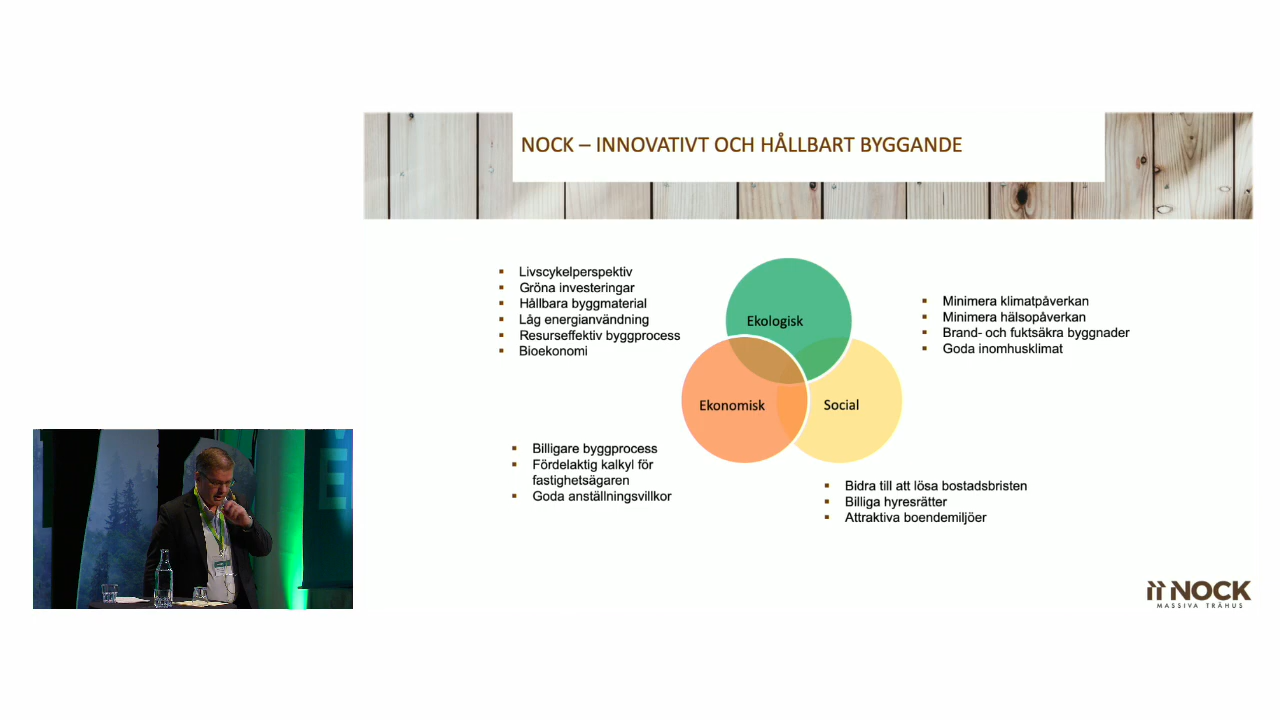 NOCK – INNOVATIVT OCH HÅLLBART BYGGANDE
Livscykelperspektiv
Gröna investeringar
Hållbara byggmaterial
Låg energianvändning
Resurseffektiv byggprocess
Bioekonomi
Ekologisk
Ekonomisk
Social
Minimera klimatpåverkan
Minimera hälsopåverkan
Brand- och fuktsäkra byggnader
Goda inomhusklimat
Billigare byggprocess
Fördelaktig kalkyl för
fastighetsägaren
Goda anställningsvillkor
Bidra till att lösa bostadsbristen
Billiga hyresrätter
Attraktiva boendemiljöer
NOCK
MASSIVA TRÄHUS